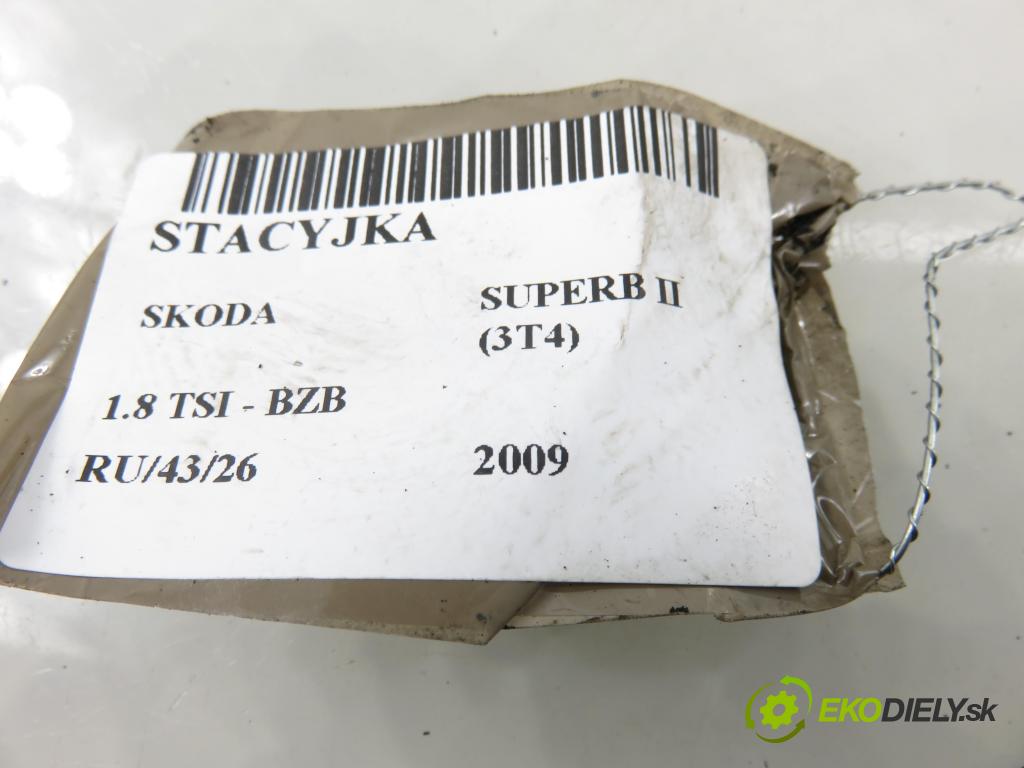 STACYJKA
SKODA SUPERB II
(3T4)
1.8 TSI - BZB
RU/43/26 2009
EKODIELY.sk